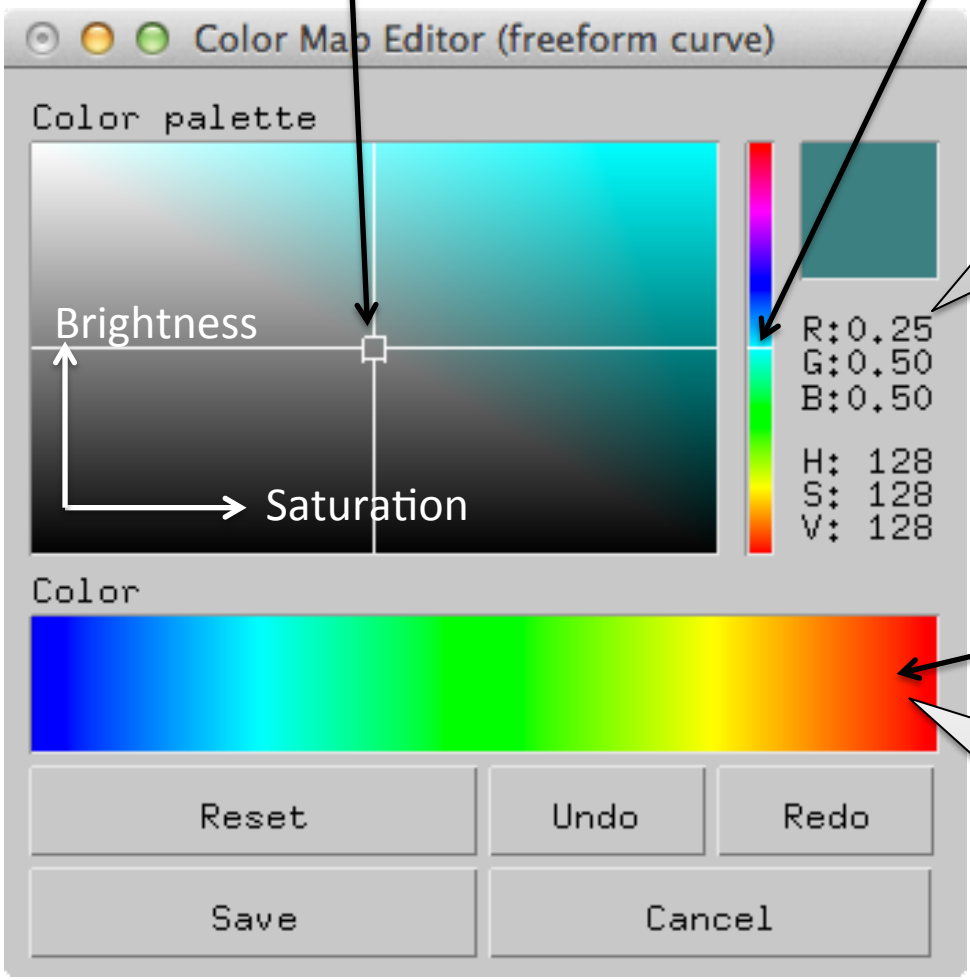 Color Map Editor (freeform curve)
Color palette
Brightness
Saturation
R:0.25
G:0.50
B:0.50
H: 128
S: 128
V: 128
Color
Reset
Undo
Redo
Save
Cancel